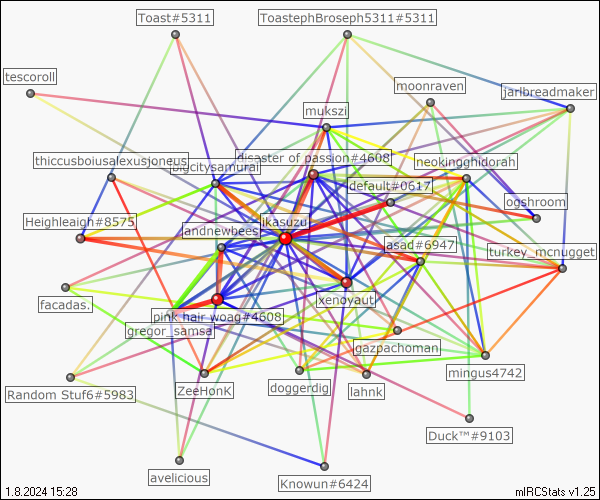 Toast#5311
ToastephBroseph5311#5311
tescoroll
moonraven
jarlbreadmaker
mukszi
thiccusboiusalexusjoneus
bigcitysamurai
disaster of passion#4608
neokingghidorah
default#0617
ogshroom
Heighleaigh#8575
ikasuzu
andnewbees
asad#6947
turkey_mcnugget
facadas.
xenoyaut
pink hair woag#4608
gregor_samsa
gazpachoman
mingus4742
Random Stuf6#5983
ZeeHonK
doggerdig
lahnk
Duck™#9103
avelicious
Knowun#6424
1.8.2024 15:28
mIRCStats v1.25